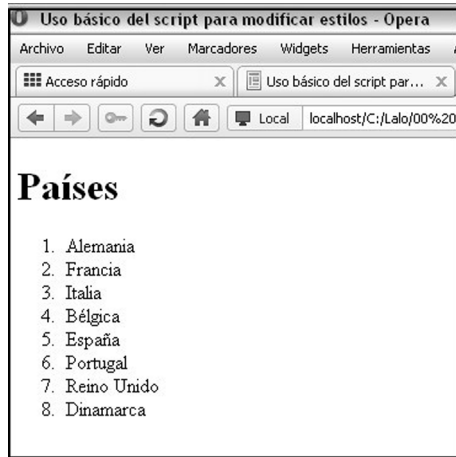 Uso básico del script para modificar estilos - Opera
Archivo Editar Ver Marcadores Widgets Herramientas
Acceso rápido Uso básico del script par...
Local localhost/C:/Lalo/00%20
Países
1. Alemania
2. Francia
3. Italia
4. Bélgica
5. España
6. Portugal
7. Reino Unido
8. Dinamarca